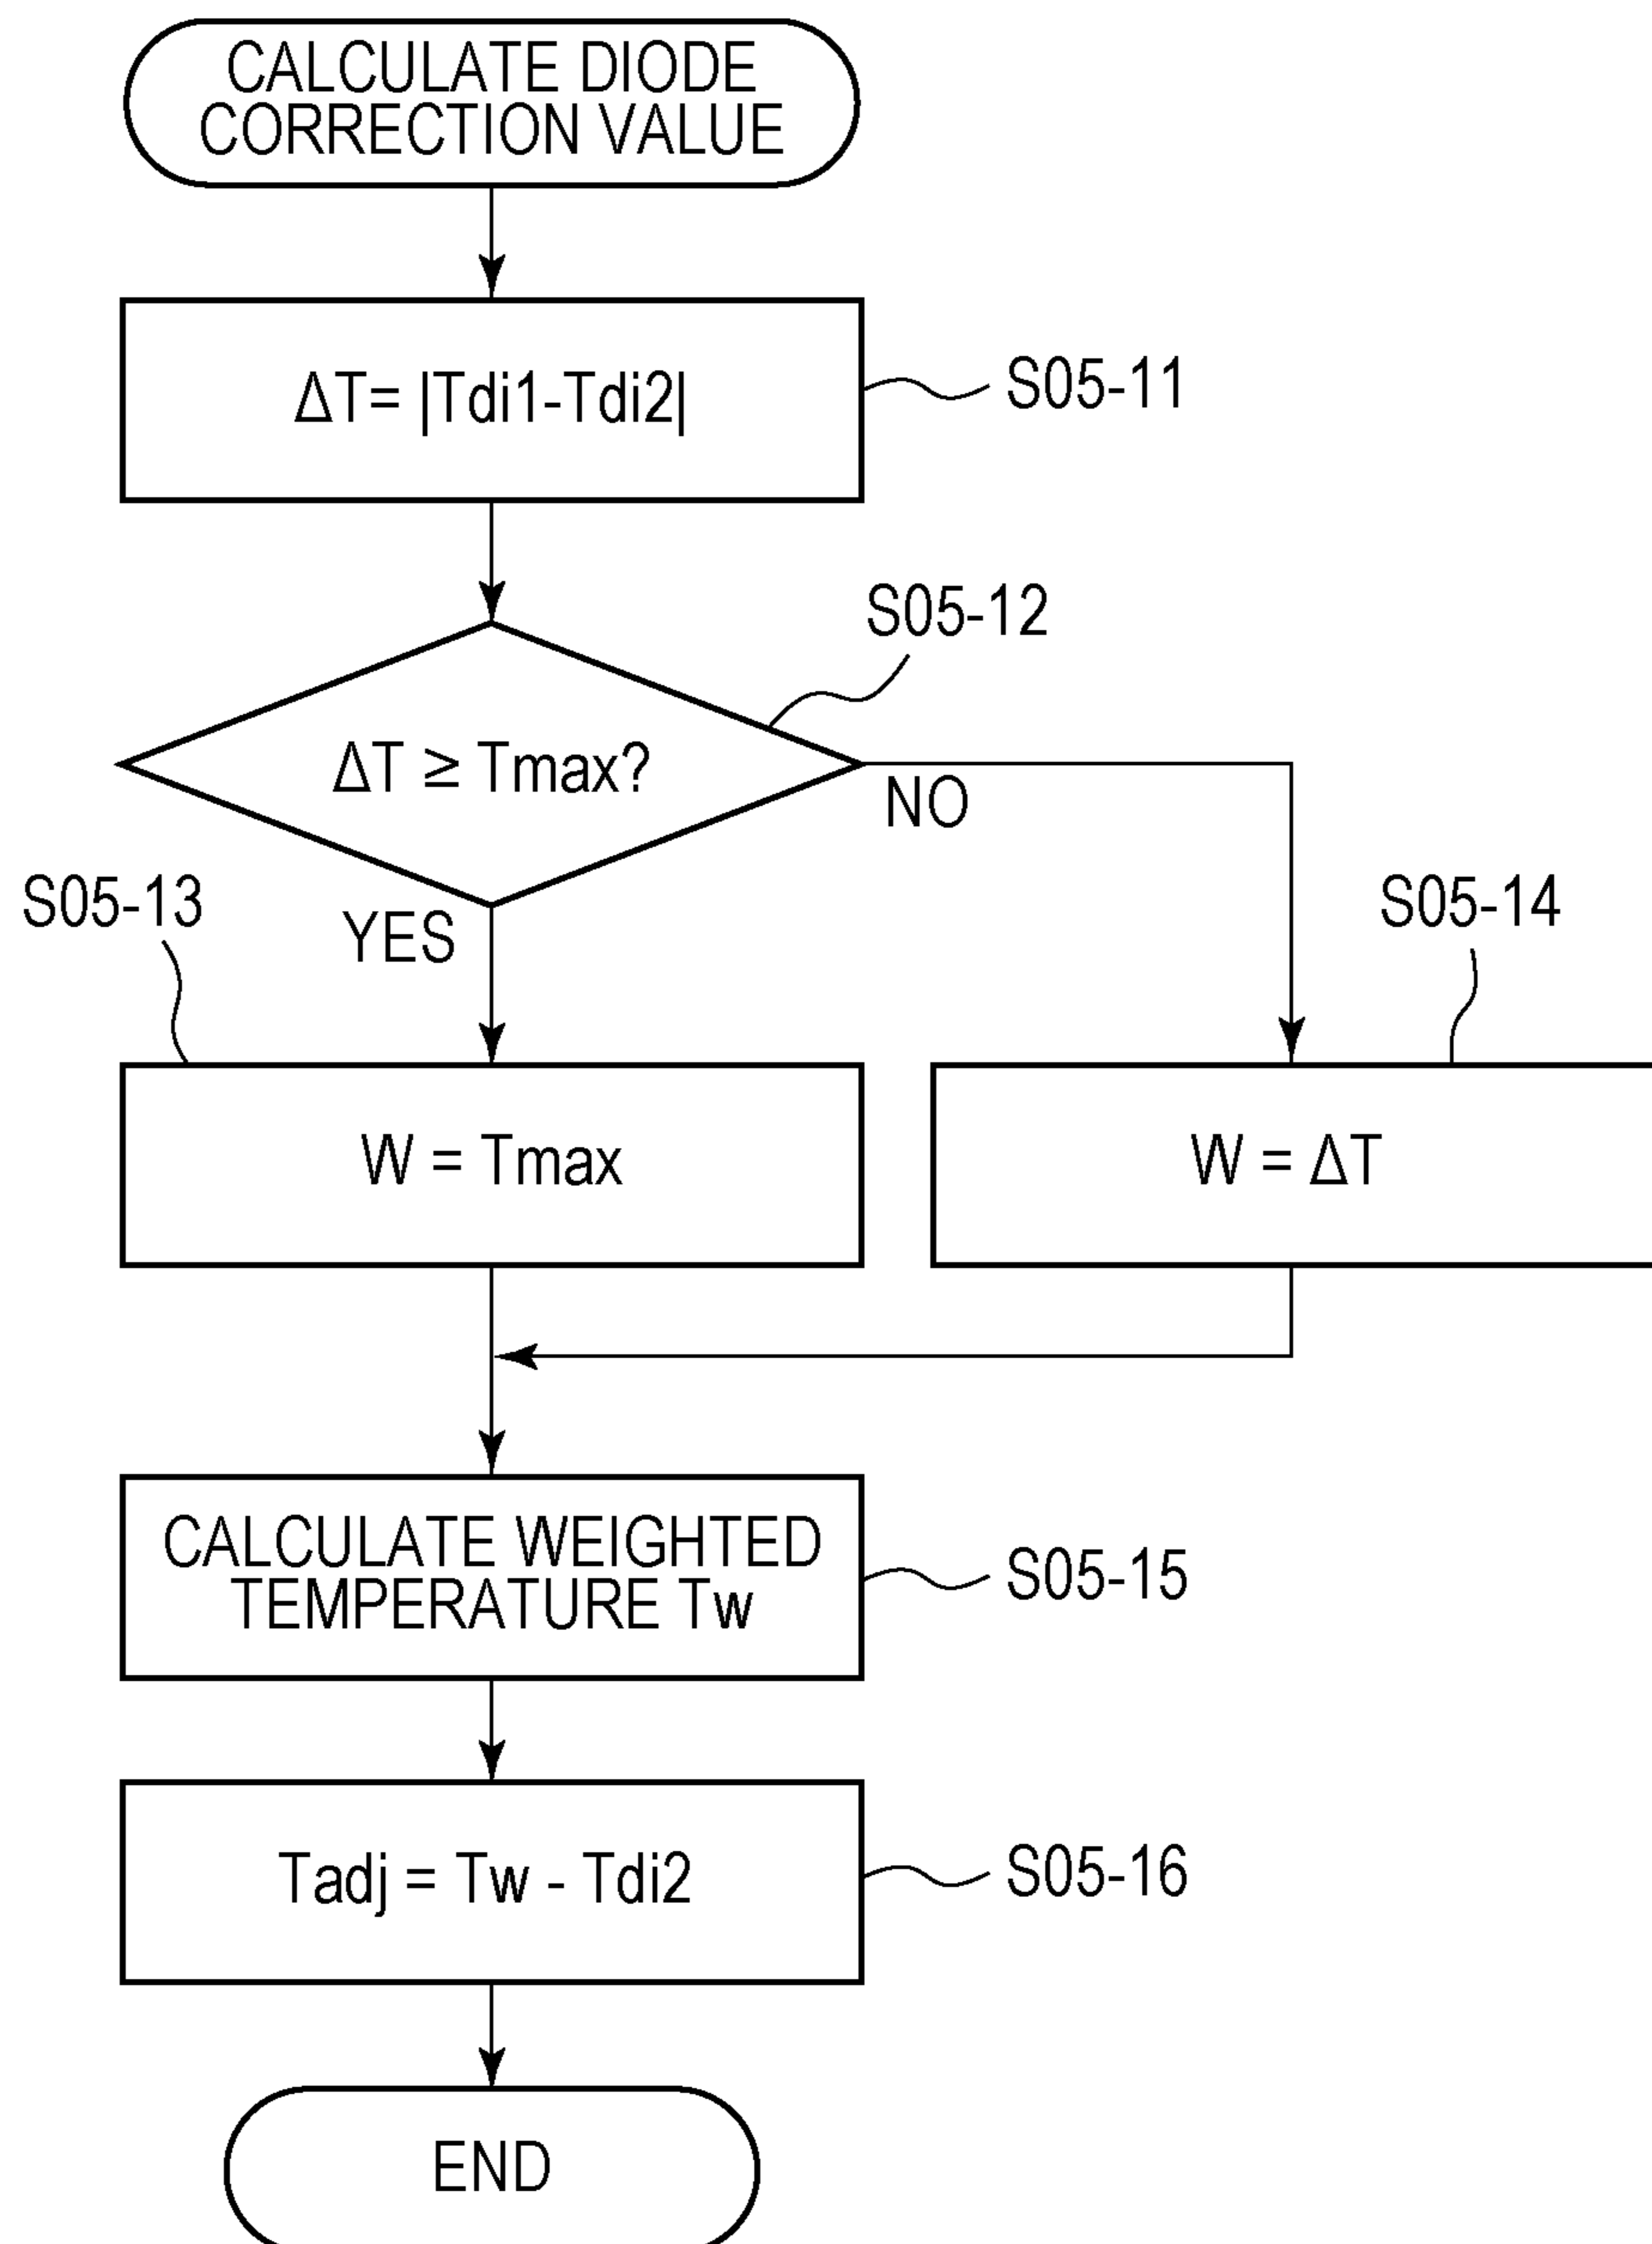 CALCULATE DIODE
CORRECTION VALUE
ΔT= |Tdi1-Tdi2|
S05-11
S05-12
ΔT ≥ Tmax?
NO
YES
S05-13
S05-14
W = Tmax
W = ΔT
CALCULATE WEIGHTED
TEMPERATURE Tw
S05-15
Tadj = Tw - Tdi2
S05-16
END